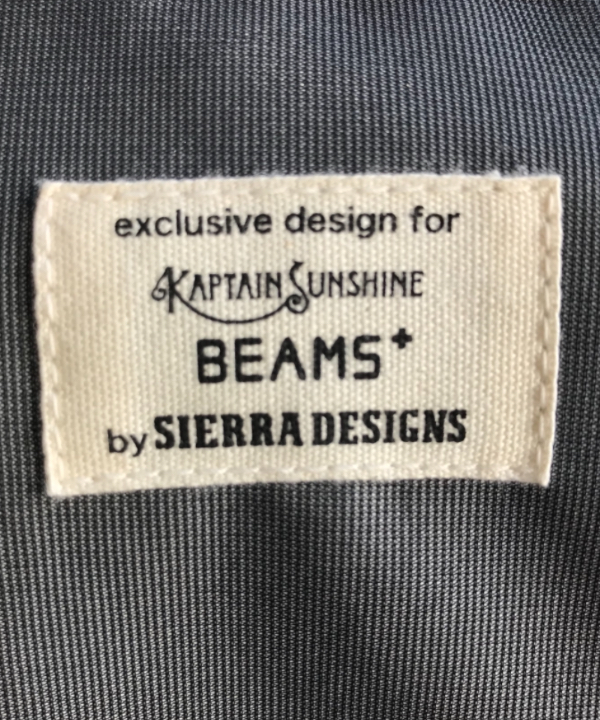 exclusive design for
KAPTAIN SUNSHINE
BEAMS+
by SIERRA DESIGNS